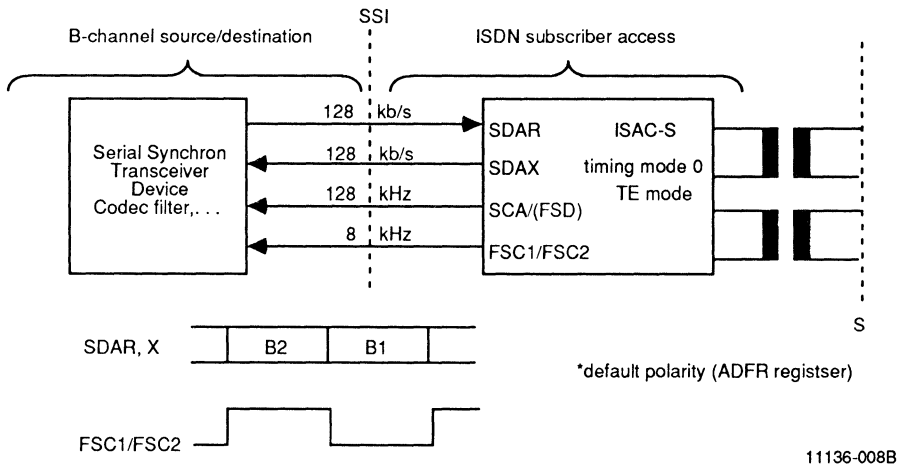 SSI
B-channel source/destination
ISDN subscriber access
128 kb/s
SDAR
ISAC-S
Serial Synchron
Transceiver
Device
Codec filter,. . .
128 kb/s
SDAX
timing mode 0
TE mode
128 kHz
SCA/(FSD)
8 kHz
FSC1/FSC2
S
SDAR, X
B2
B1
*default polarity (ADFR registser)
FSC1/FSC2
11136-008B